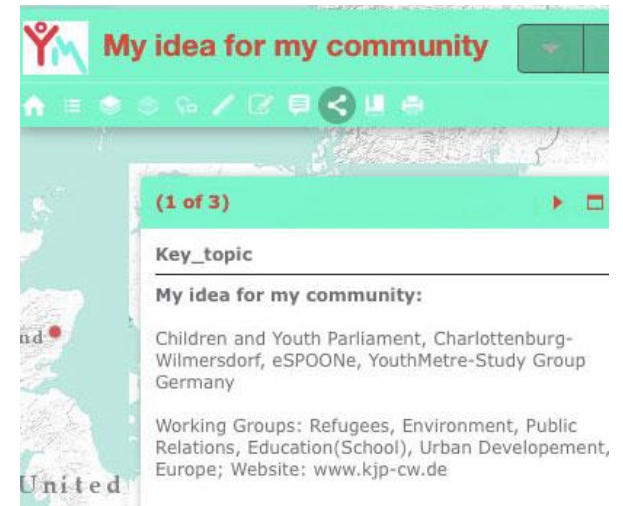 YM
My idea for my community
(1 of 3)
Key_topic
My idea for my community:
Children and Youth Parliament, Charlottenburg-
Wilmersdorf, eSPOONe, YouthMetre-Study Group
Germany
nd
Working Groups: Refugees, Environment, Public
Relations, Education(School), Urban Developement,
Europe; Website: www.kjp-cw.de
United